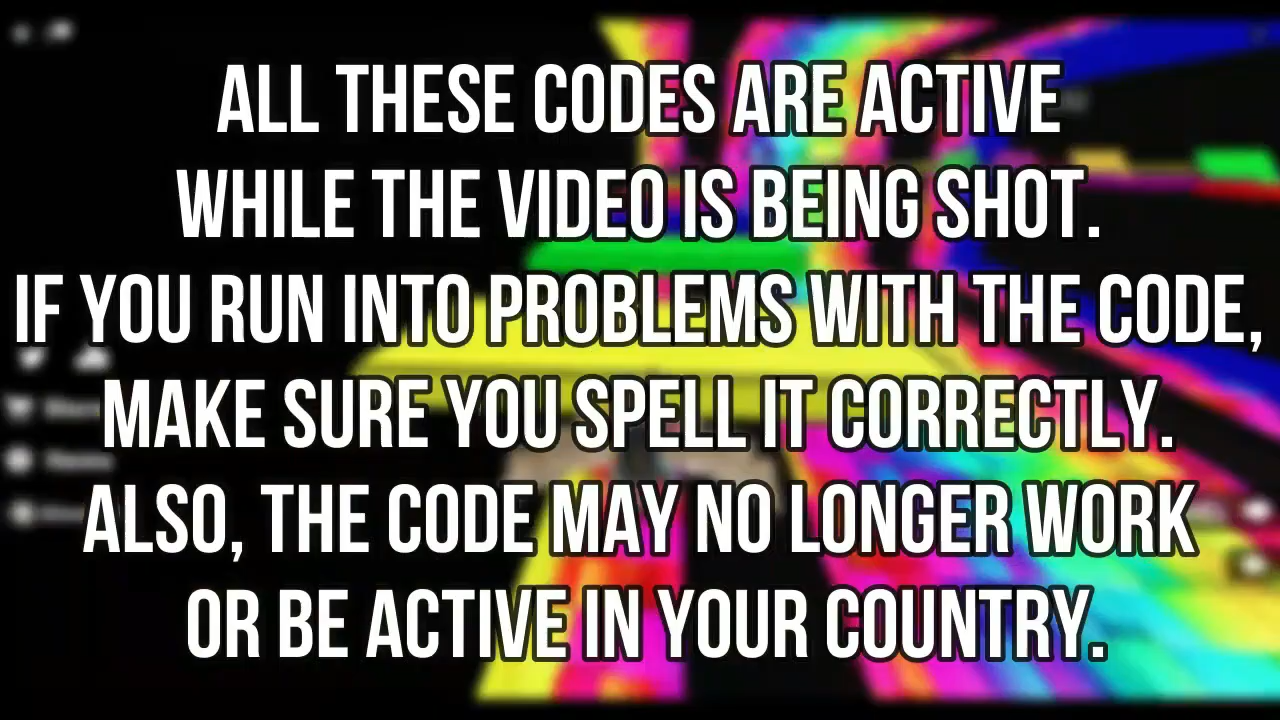 ALL THESE CODES ARE ACTIVE
WHILE THE VIDEO IS BEING SHOT.
IF YOU RUN INTO PROBLEMS WITH THE CODE,
MAKE SURE YOU SPELL IT CORRECTLY.
ALSO, THE CODE MAY NO LONGER WORK
OR BE ACTIVE IN YOUR COUNTRY.